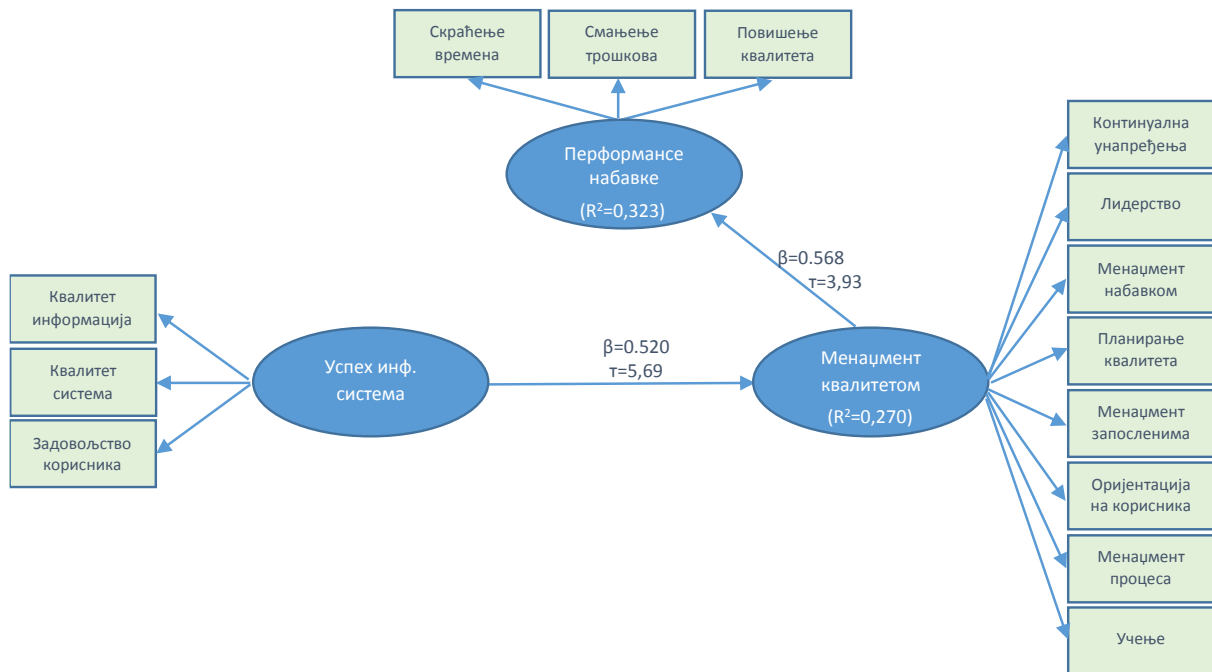 Скраћење
времена
Смањење
трошкова
Повишење
квалитета
Перформансе
набавке
(R²=0,323)
Континуална
унапређења
Лидерство
Менаџмент
набавком
Планирање
квалитета
Менаџмент
запосленима
Оријентација
на корисника
Менаџмент
процеса
Учење
β=0.568
τ=3,93
Квалитет
информација
Квалитет
система
Задовољство
корисника
Успех инф.
система
β=0.520
τ=5,69
Менаџмент
квалитетом
(R²=0,270)